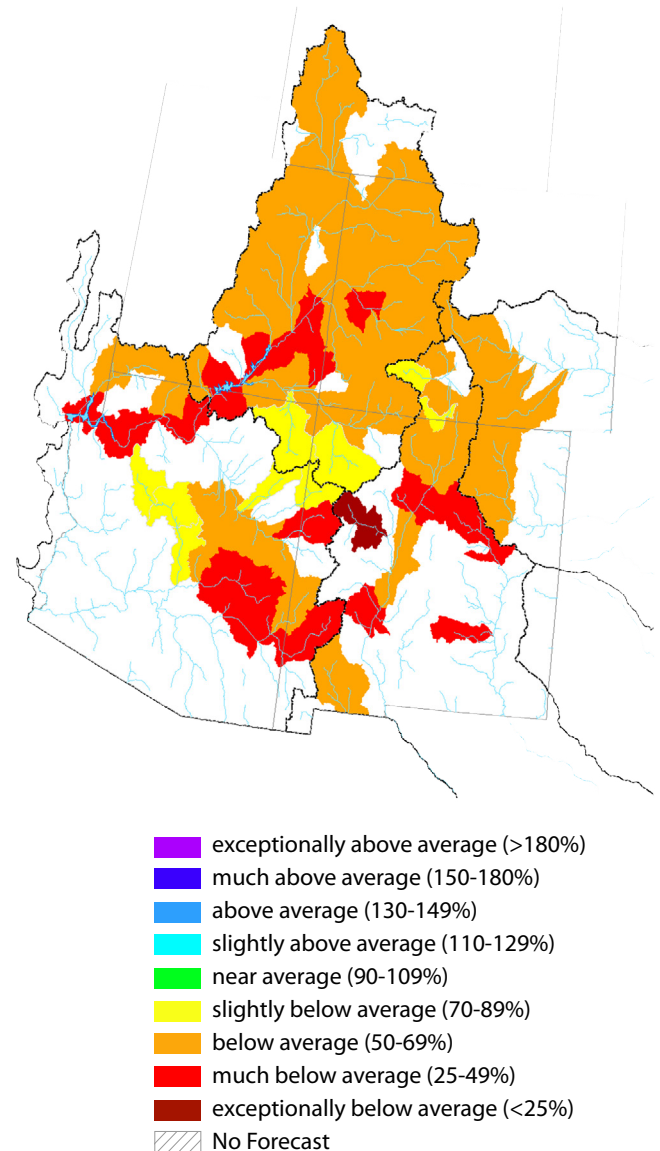 exceptionally above average (>180%)
much above average (150-180%)
above average (130-149%)
slightly above average (110-129%)
near average (90-109%)
slightly below average (70-89%)
below average (50-69%)
much below average (25-49%)
exceptionally below average (<25%)
No Forecast